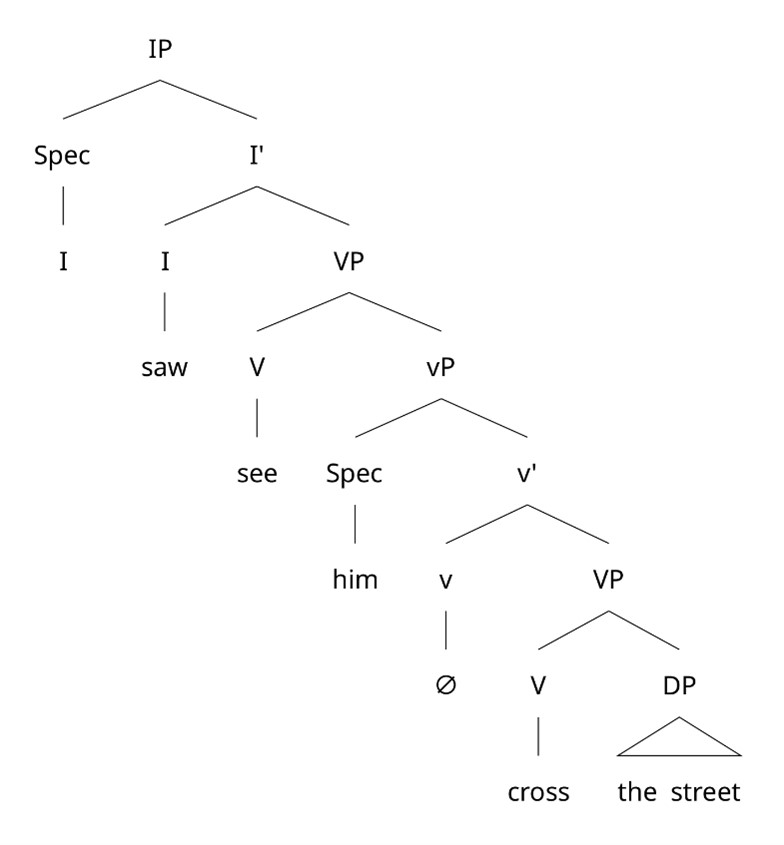 IP
Spec I'
I I VP
saw V vP
see Spec v'
him v VP
∅ V DP
cross the street